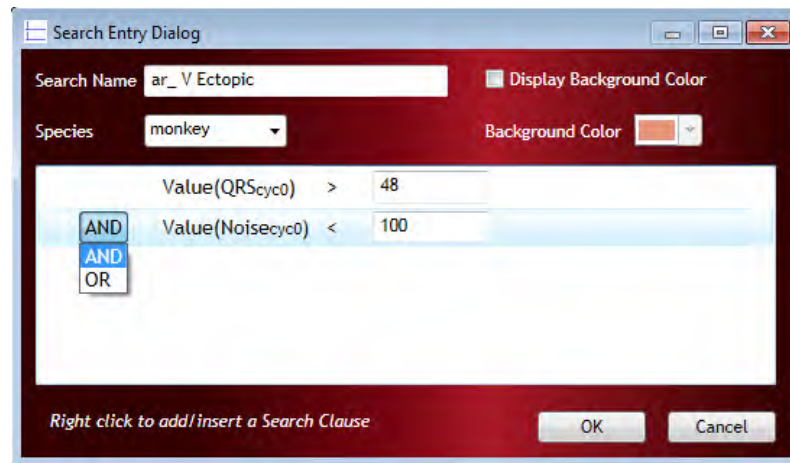 Search Entry Dialog
Search Name ar_ V Ectopic Display Background Color
Species monkey Background Color
Value(QRScyc0) > 48
AND Value(Noisecyc0) < 100
AND
OR
Right click to add/insert a Search Clause OK Cancel